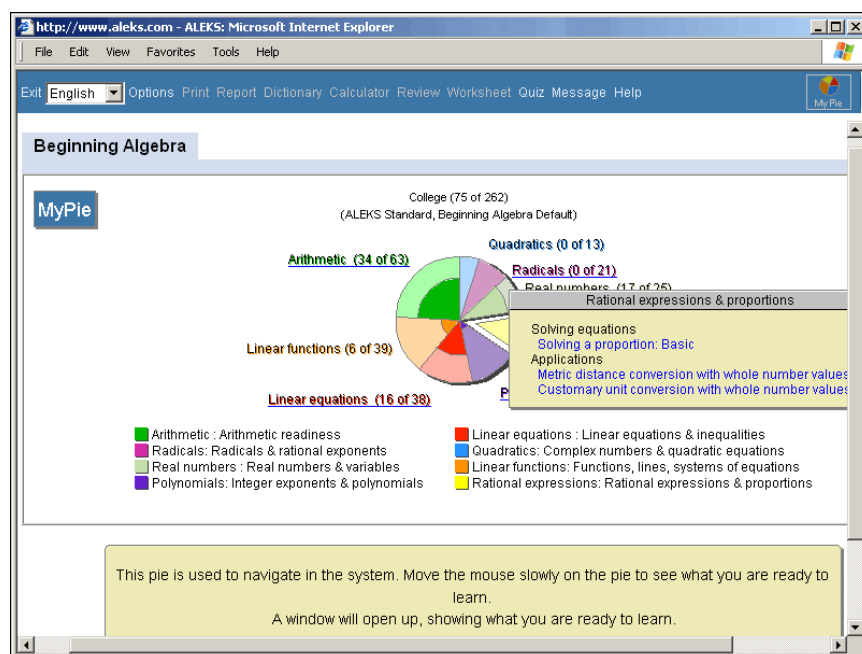 http://www.aleks.com - ALEKS: Microsoft Internet Explorer
File Edit View Favorites Tools Help
Exit English Options Print Report Dictionary Calculator Review Worksheet Quiz Message Help
MyPie
Beginning Algebra
MyPie
College (75 of 262)
(ALEKS Standard, Beginning Algebra Default)
Quadratics (0 of 13)
Arithmetic (34 of 63)
Radicals (0 of 21)
Real numbers (17 of 25)
Rational expressions & proportions
Solving equations
Solving a proportion: Basic
Applications
Metric distance conversion with whole number values
Customary unit conversion with whole number values
Linear functions (6 of 39)
Linear equations (16 of 38)
P
Arithmetic : Arithmetic readiness
Radicals: Radicals & rational exponents
Real numbers : Real numbers & variables
Polynomials: Integer exponents & polynomials
Linear equations : Linear equations & inequalities
Quadratics: Complex numbers & quadratic equations
Linear functions: Functions, lines, systems of equations
Rational expressions: Rational expressions & proportions
This pie is used to navigate in the system. Move the mouse slowly on the pie to see what you are ready to
learn.
A window will open up, showing what you are ready to learn.